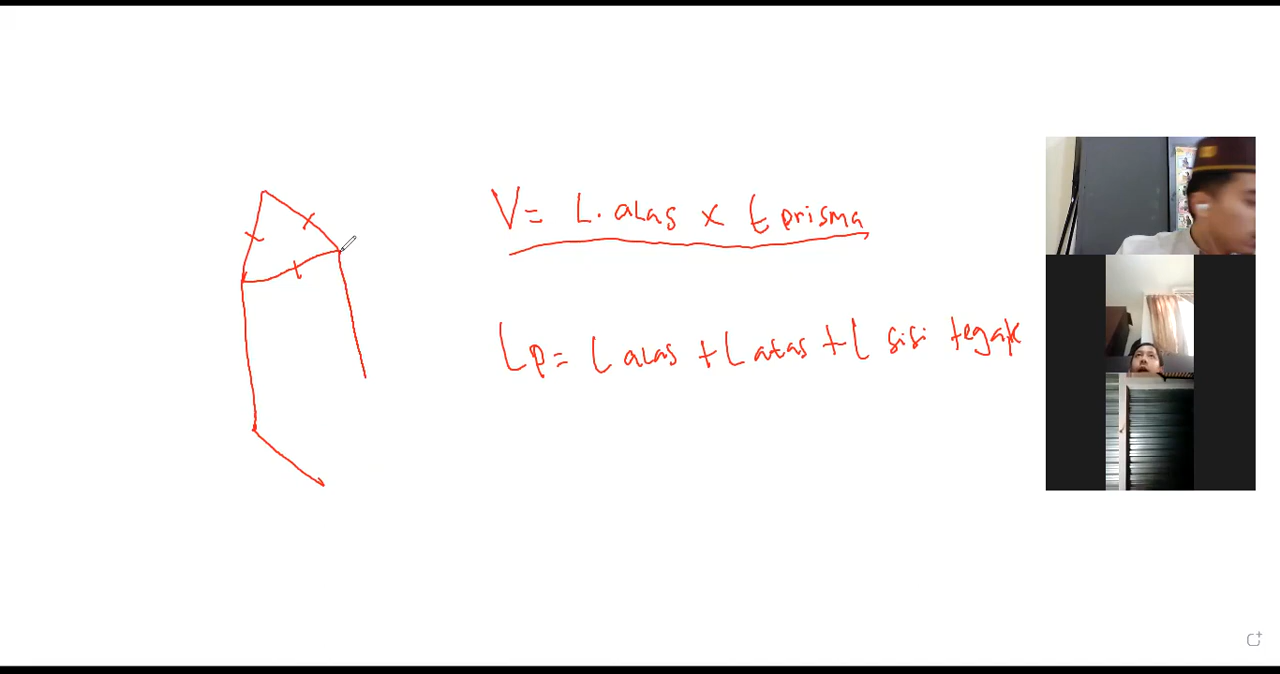 V= L. aLas x t prisma
Lp= L aLas + L atas + L sisi tegak